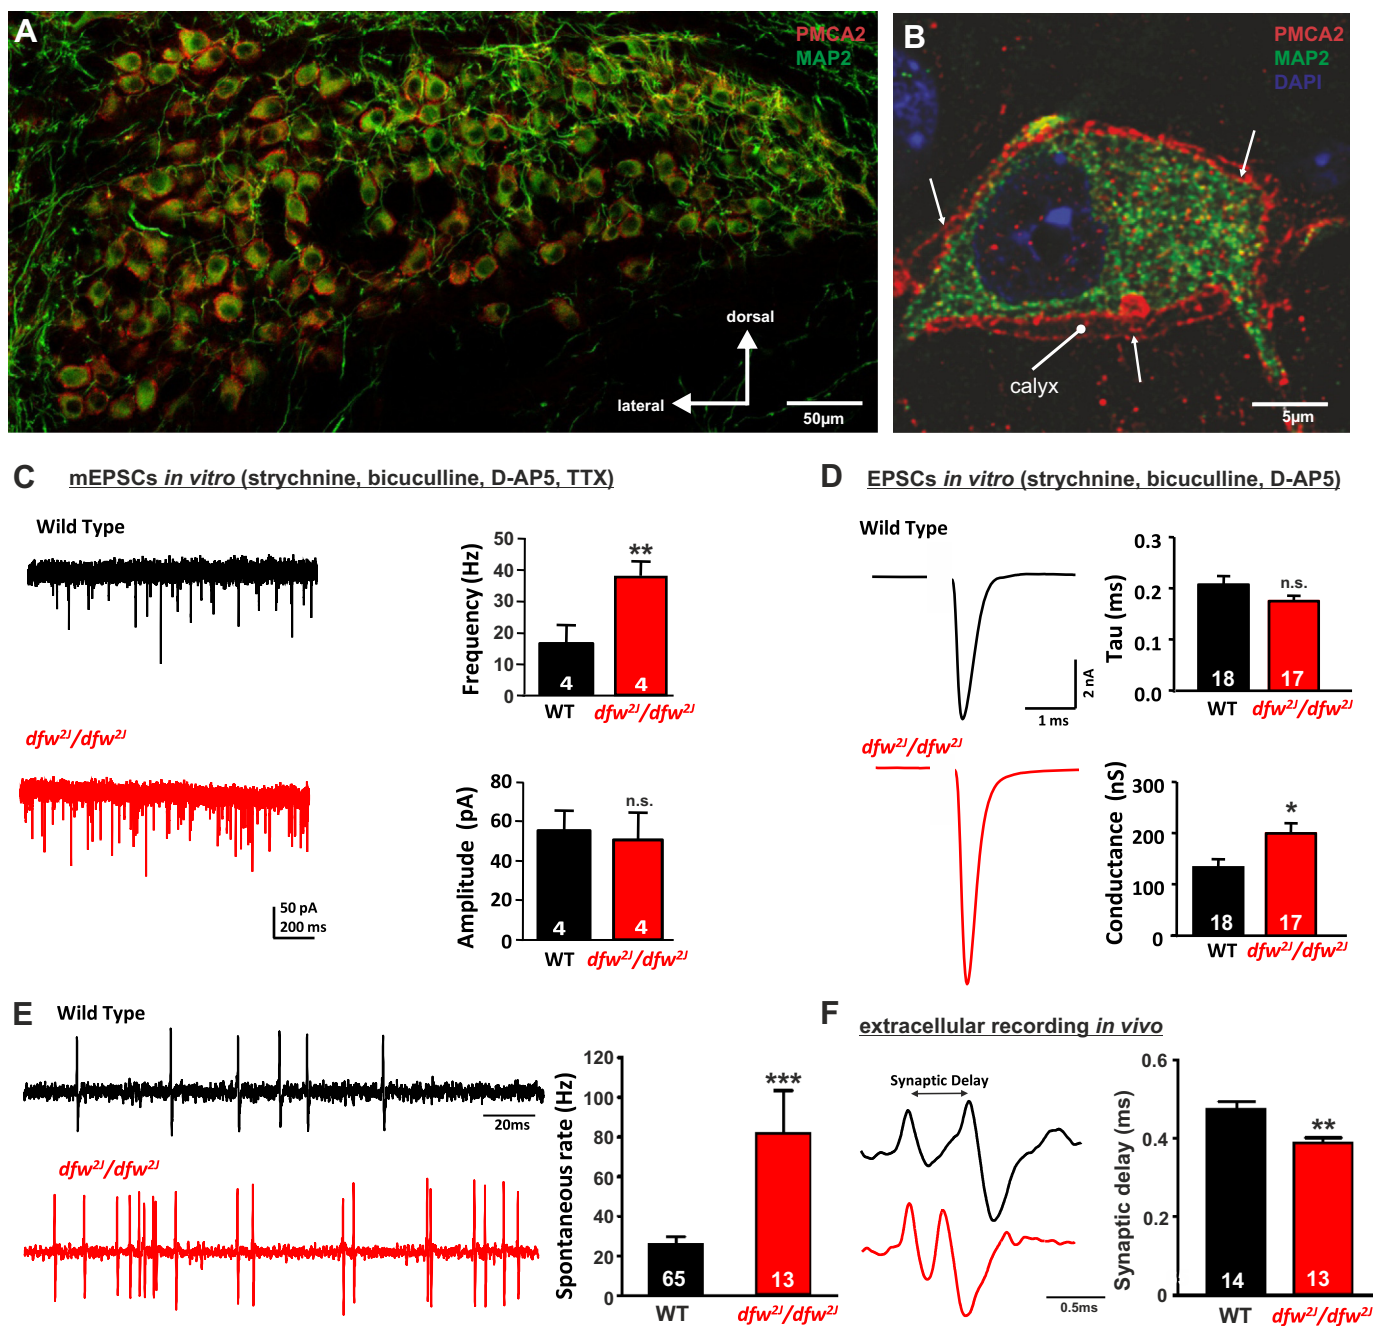 A
PMCA2
MAP2
dorsal
lateral
50µm
B
PMCA2
MAP2
DAPI
calyx
5µm
C
mEPSCs in vitro (strychnine, bicuculline, D-AP5, TTX)
Wild Type
dfw2J/dfw2J
50 pA
200 ms
Frequency (Hz)
50
40
30
20
10
0
**
4
4
WT
dfw2J/dfw2J
Amplitude (pA)
80
60
40
20
0
n.s.
4
4
WT
dfw2J/dfw2J
D
EPSCs in vitro (strychnine, bicuculline, D-AP5)
Wild Type
2 nA
1 ms
dfw2J/dfw2J
Tau (ms)
0.3
0.2
0.1
0.0
n.s.
18
17
WT
dfw2J/dfw2J
Conductance (nS)
300
200
100
0
*
18
17
WT
dfw2J/dfw2J
E
Wild Type
20ms
dfw2J/dfw2J
Spontaneous rate (Hz)
120
100
80
60
40
20
0
***
65
13
WT
dfw2J/dfw2J
F
extracellular recording in vivo
Synaptic Delay
0.5ms
Synaptic delay (ms)
0.6
0.4
0.2
0
**
14
13
WT
dfw2J/dfw2J